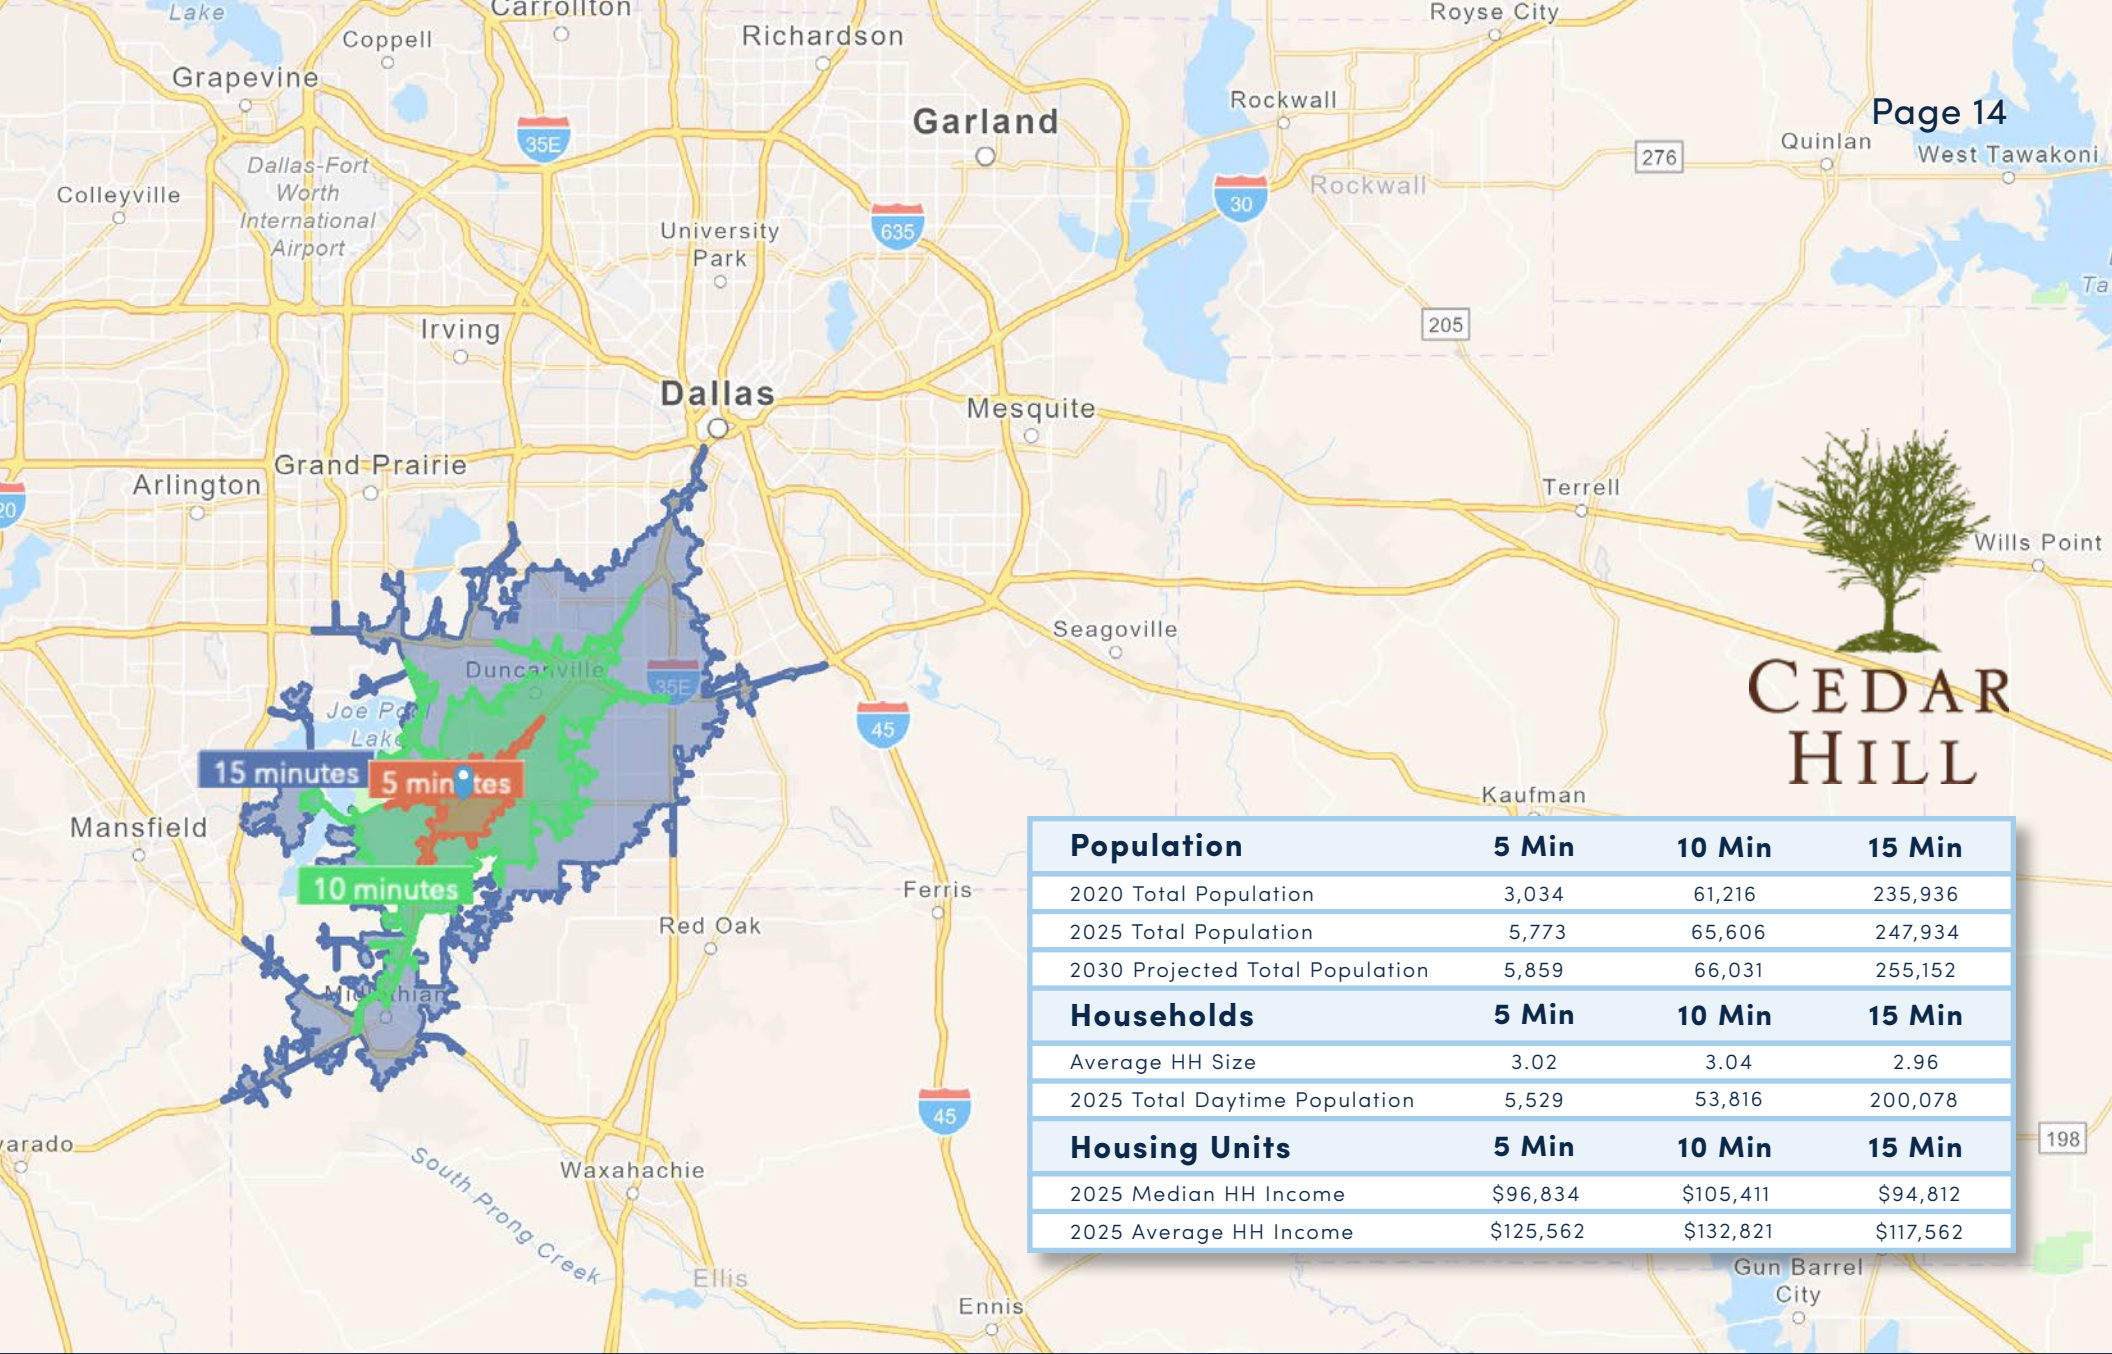 Lake
Carrollton
Royse City
Coppell
Richardson
Grapevine
Rockwall
Page 14
Garland
35E
Quinlan
276
West Tawakoni
Dallas-Fort
Worth
International
Airport
Colleyville
Rockwall
30
635
University
Park
Ta
Irving
205
Dallas
Mesquite
Grand Prairie
Arlington
20
Terrell
Wills Point
Seagoville
Duncanville
35E
CEDAR
HILL
Joe Pool
Lake
45
15 minutes
5 minutes
Mansfield
Kaufman
10 minutes
Ferris
Red Oak
Midlothian
45
varado
198
South Prong Creek
Waxahachie
Ellis
Ennis
Gun Barrel
City
Population 5 Min 10 Min 15 Min
2020 Total Population 3,034 61,216 235,936
2025 Total Population 5,773 65,606 247,934
2030 Projected Total Population 5,859 66,031 255,152
Households 5 Min 10 Min 15 Min
Average HH Size 3.02 3.04 2.96
2025 Total Daytime Population 5,529 53,816 200,078
Housing Units 5 Min 10 Min 15 Min
2025 Median HH Income $96,834 $105,411 $94,812
2025 Average HH Income $125,562 $132,821 $117,562